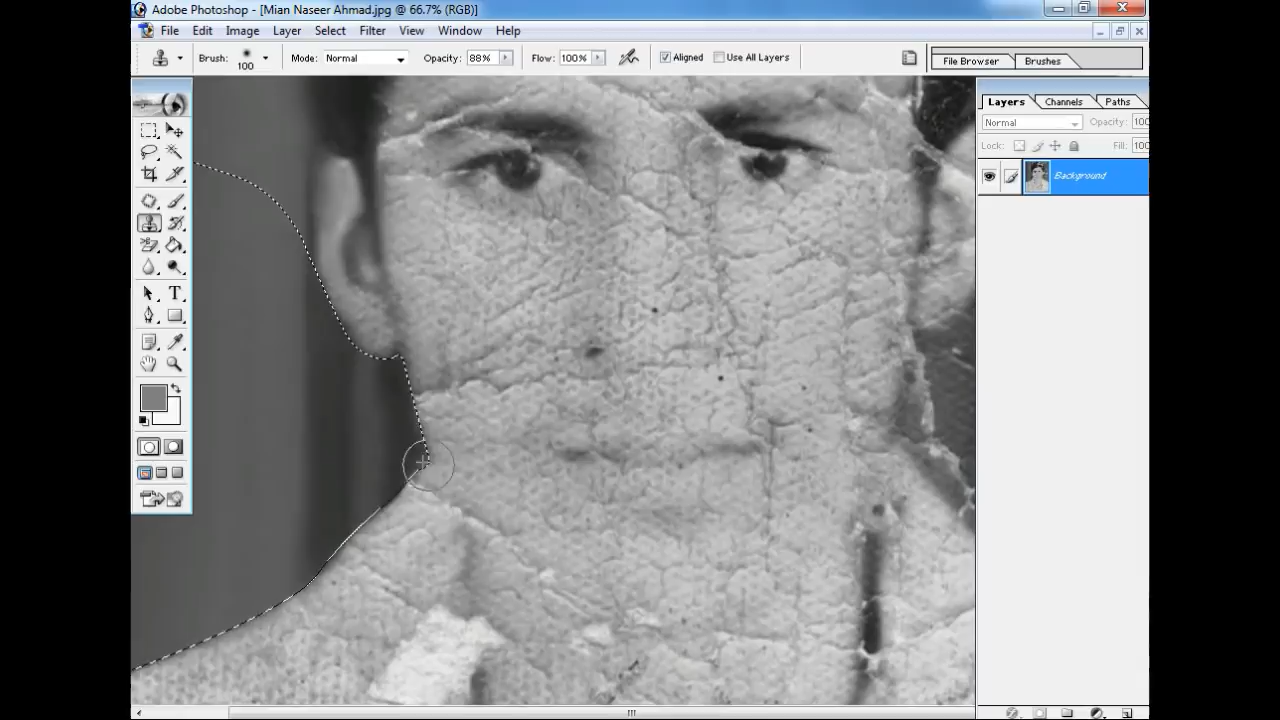 Adobe Photoshop - [Mian Naseer Ahmad.jpg @ 66.7% (RGB)]
File Edit Image Layer Select Filter View Window Help
Brush: 100 Mode: Normal Opacity: 88% Flow: 100% Aligned Use All Layers File Browser Brushes
Layers Channels Paths
Normal Opacity: 100
Lock: Fill: 100
Background
T